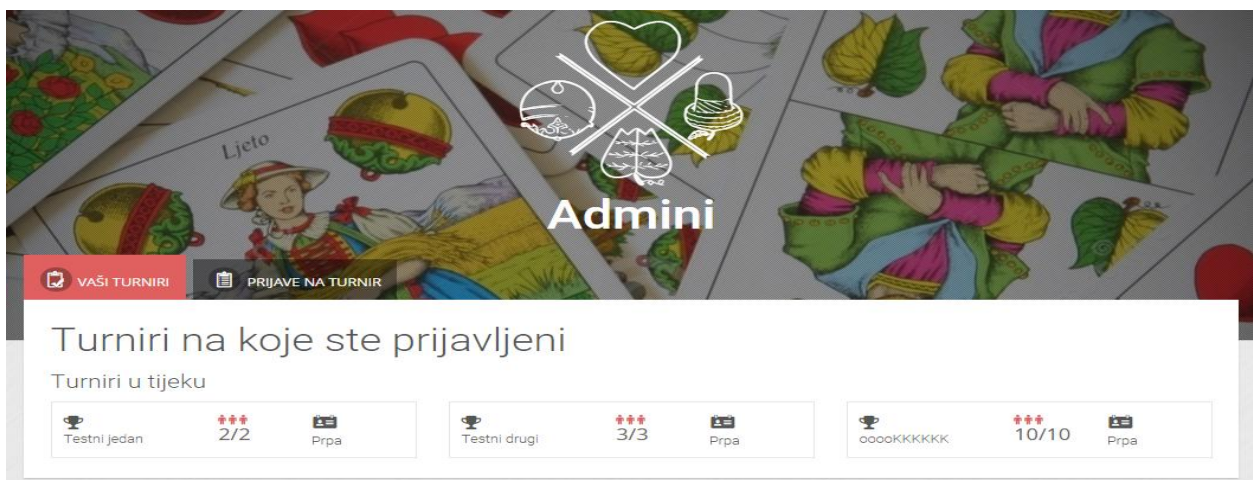 Ljeto
Admini
VAŠI TURNIRI
PRIJAVE NA TURNIR
Turniri na koje ste prijavljeni
Turniri u tijeku
Testni jedan 2/2 Prpa
Testni drugi 3/3 Prpa
ooooKKKKKK 10/10 Prpa